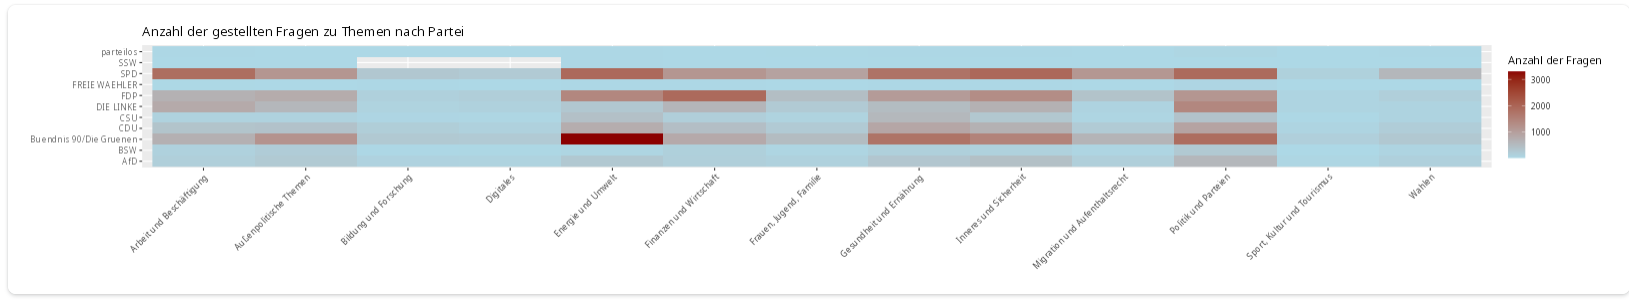 Anzahl der gestellten Fragen zu Themen nach Partei
parteilos
SSW
SPD
FREIE WAEHLER
FDP
DIE LINKE
CSU
CDU
Buendnis 90/Die Gruenen
BSW
AfD
Arbeit und Beschäftigung
Außenpolitische Themen
Bildung und Forschung
Digitales
Energie und Umwelt
Finanzen und Wirtschaft
Frauen, Jugend, Familie
Gesundheit und Ernährung
Inneres und Sicherheit
Migration und Aufenthaltsrecht
Politik und Parteien
Sport, Kultur und Tourismus
Wahlen
Anzahl der Fragen
3000
2000
1000